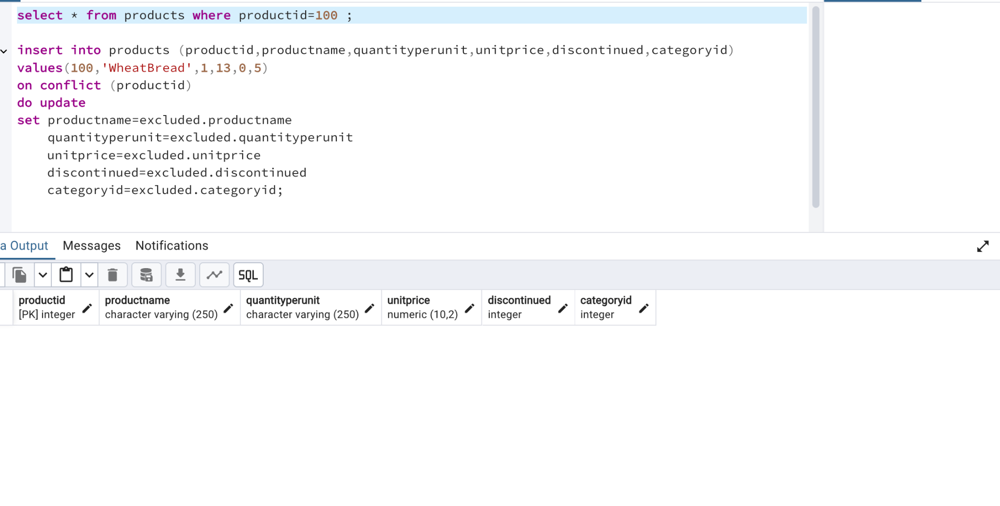 select * from products where productid=100 ;
insert into products (productid,productname,quantityperunit,unitprice,discontinued,categoryid)
values(100,'WheatBread',1,13,0,5)
on conflict (productid)
do update
set productname=excluded.productname
quantityperunit=excluded.quantityperunit
unitprice=excluded.unitprice
discontinued=excluded.discontinued
categoryid=excluded.categoryid;
a Output Messages Notifications
SQL
productid productname quantityperunit unitprice discontinued categoryid
[PK] integer character varying (250) character varying (250) numeric (10,2) integer integer